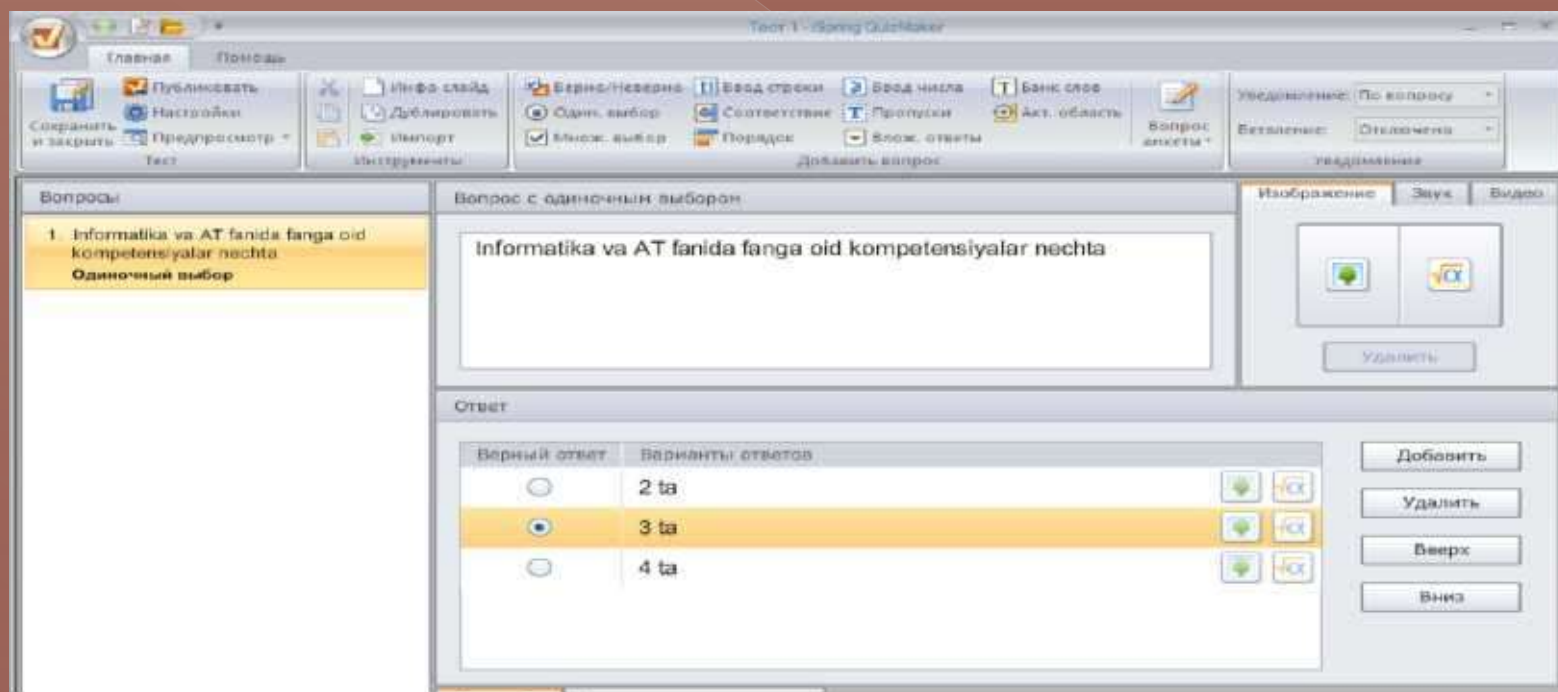 Тест 1 - iSpring QuizMaker
Главная Помощь
Сохранить и закрыть
Публиковать
Настройки
Предпросмотр
Тест
Инфо слайд
Дублировать
Импорт
Инструменты
Верно/Неверно Ввод строки Ввод числа Банк слов
Один. выбор Соответствие Пропуски Акт. область
Множ. выбор Порядок Влож. ответы
Вопрос анкеты
Добавить вопрос
Уведомление: По вопросу
Ветвление: Отключена
Уведомления
Вопросы
1. Informatika va AT fanida fanga oid
kompetensiyalar nechta
Одиночный выбор
Вопрос с одиночным выбором
Informatika va AT fanida fanga oid kompetensiyalar nechta
Изображение Звук Видео
Удалить
Ответ
Верный ответ Варианты ответов
2 ta
3 ta
4 ta
Добавить
Удалить
Вверх
Вниз